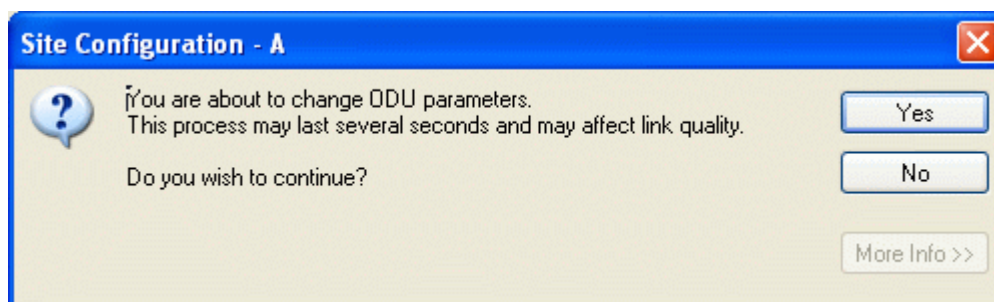 Site Configuration - A
You are about to change ODU parameters.
This process may last several seconds and may affect link quality.
Do you wish to continue?
Yes
No
More Info >>